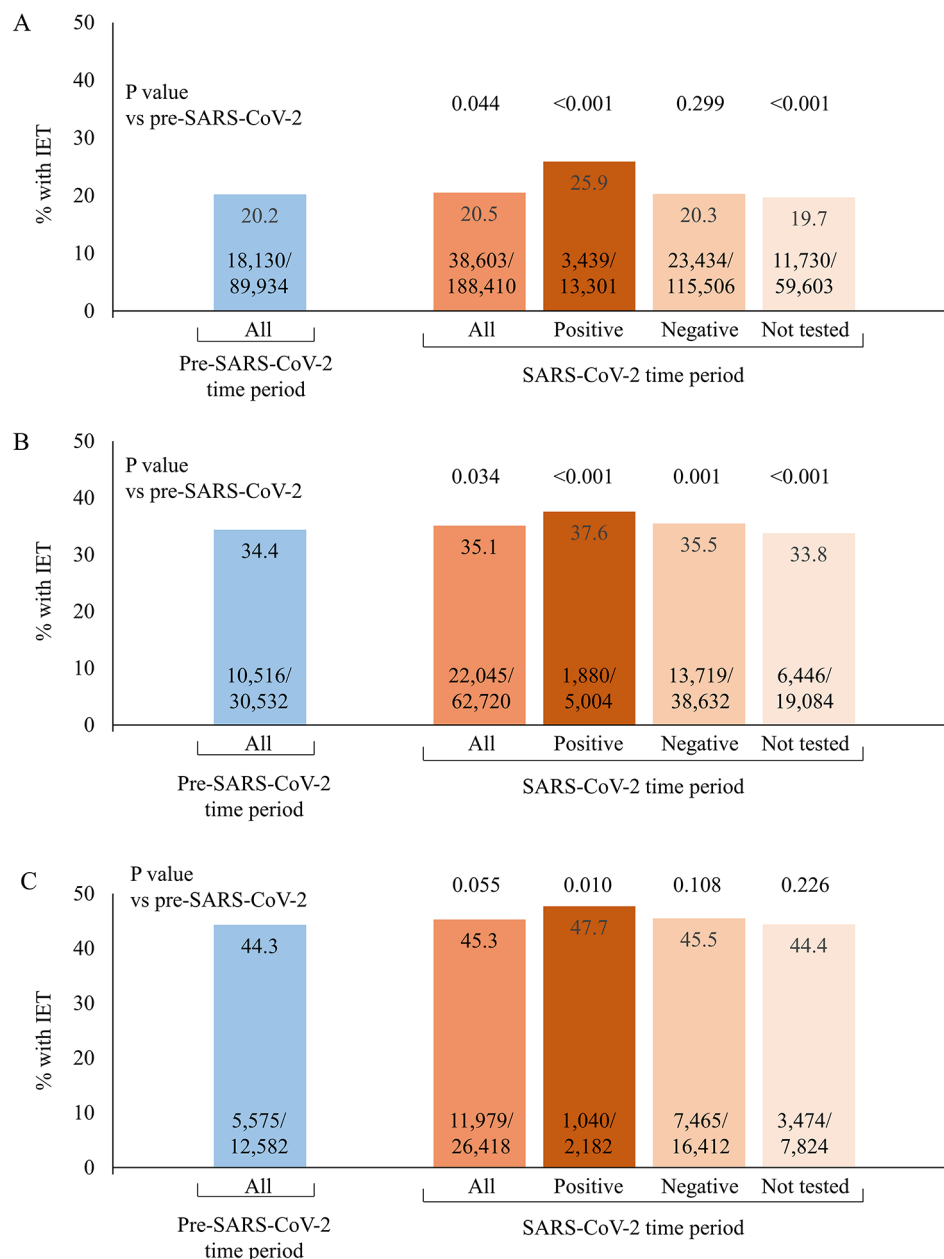 A
50
40
30
20
10
0
% with IET
P value
vs pre-SARS-CoV-2
0.044 <0.001 0.299 <0.001
20.2 20.5 25.9 20.3 19.7
18,130/ 38,603/ 3,439/ 23,434/ 11,730/
89,934 188,410 13,301 115,506 59,603
All All Positive Negative Not tested
Pre-SARS-CoV-2
time period
SARS-CoV-2 time period
B
50
40
30
20
10
0
% with IET
P value
vs pre-SARS-CoV-2
0.034 <0.001 0.001 <0.001
34.4 35.1 37.6 35.5 33.8
10,516/ 22,045/ 1,880/ 13,719/ 6,446/
30,532 62,720 5,004 38,632 19,084
All All Positive Negative Not tested
Pre-SARS-CoV-2
time period
SARS-CoV-2 time period
C
50
40
30
20
10
0
% with IET
P value
vs pre-SARS-CoV-2
0.055 0.010 0.108 0.226
44.3 45.3 47.7 45.5 44.4
5,575/ 11,979/ 1,040/ 7,465/ 3,474/
12,582 26,418 2,182 16,412 7,824
All All Positive Negative Not tested
Pre-SARS-CoV-2
time period
SARS-CoV-2 time period